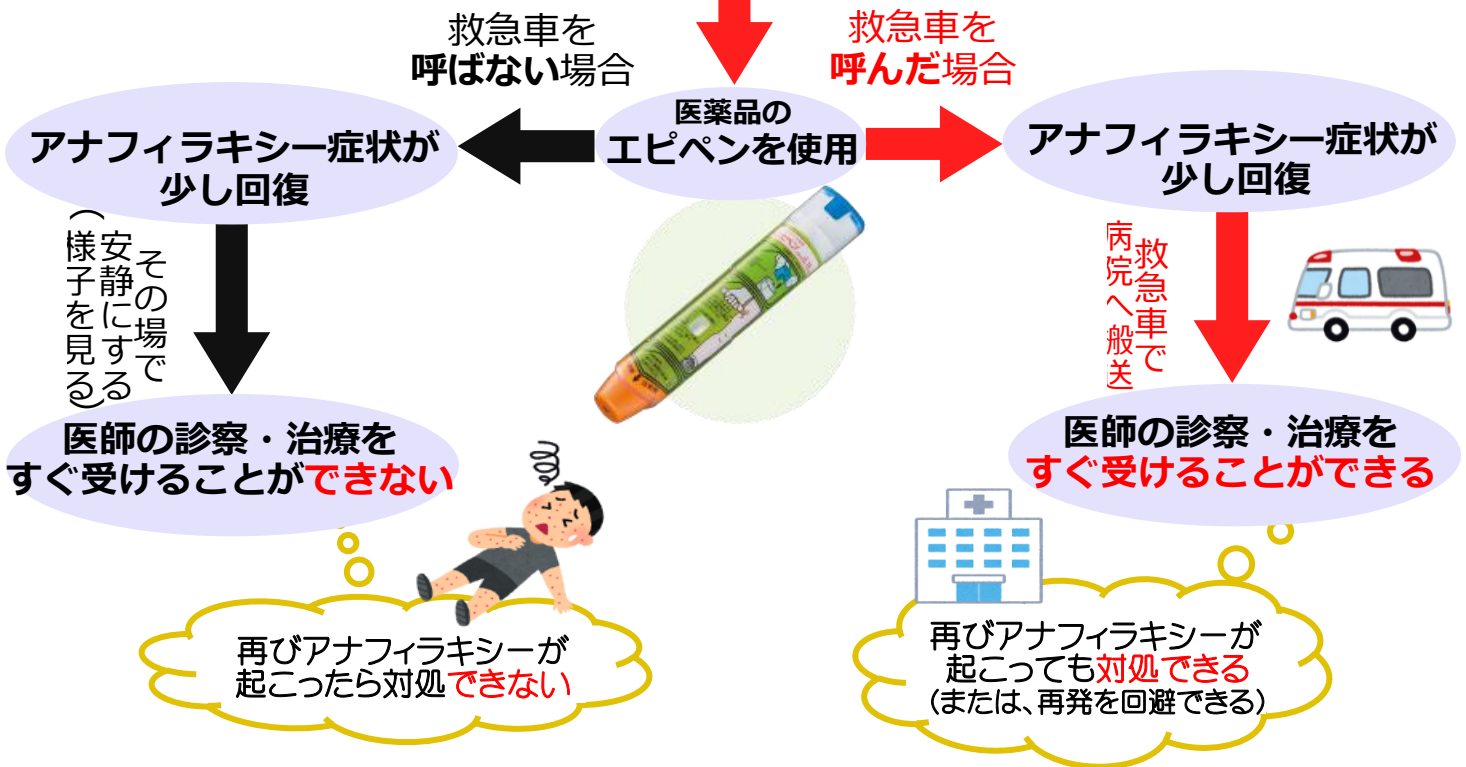 救急車を
呼ばない場合
救急車を
呼んだ場合
医薬品の
エピペンを使用
アナフィラキシー症状が
少し回復
アナフィラキシー症状が
少し回復
その場で
安静にする
(様子を見る)
救急車で
病院へ搬送
医師の診察・治療を
すぐ受けることができない
医師の診察・治療を
すぐ受けることができる
再びアナフィラキシーが
起こったら対処できない
再びアナフィラキシーが
起こっても対処できる
(または、再発を回避できる)